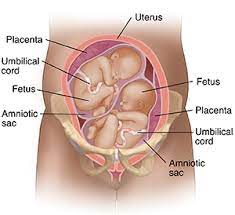 Uterus
Placenta
Umbilical
cord
Fetus
Amniotic
sac
Fetus
Placenta
Umbilical
cord
Amniotic
sac